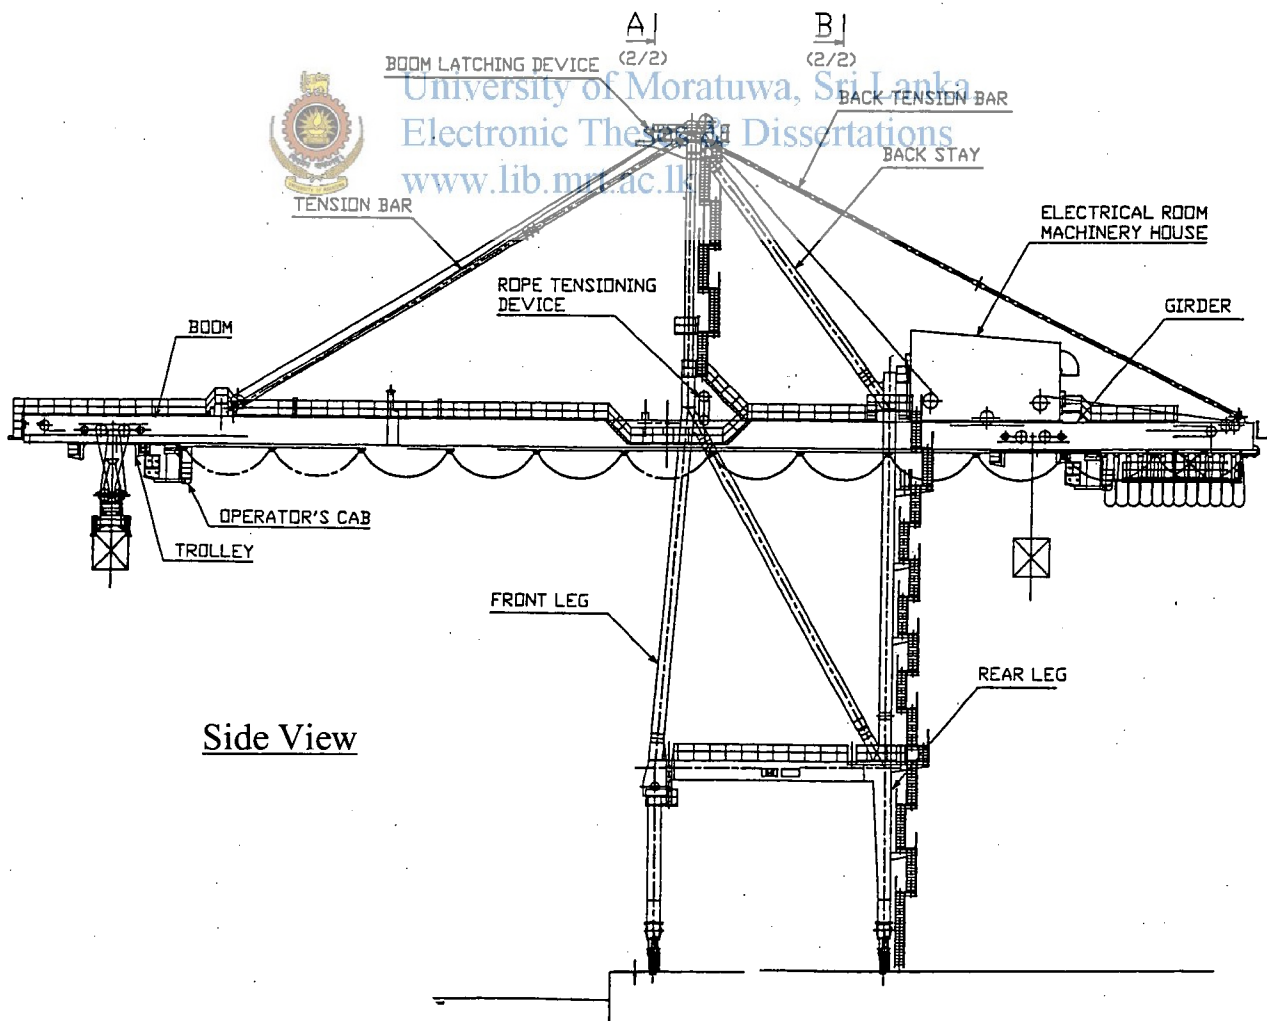 A
B
(2/2)
(2/2)
BOOM LATCHING DEVICE
University of Moratuwa, Sri Lanka
BACK TENSION BAR
Electronic Theses & Dissertations
BACK STAY
www.lib.mrt.ac.lk
TENSION BAR
ELECTRICAL ROOM
MACHINERY HOUSE
ROPE TENSIONING
DEVICE
GIRDER
BOOM
OPERATOR'S CAB
TROLLEY
FRONT LEG
REAR LEG
Side View